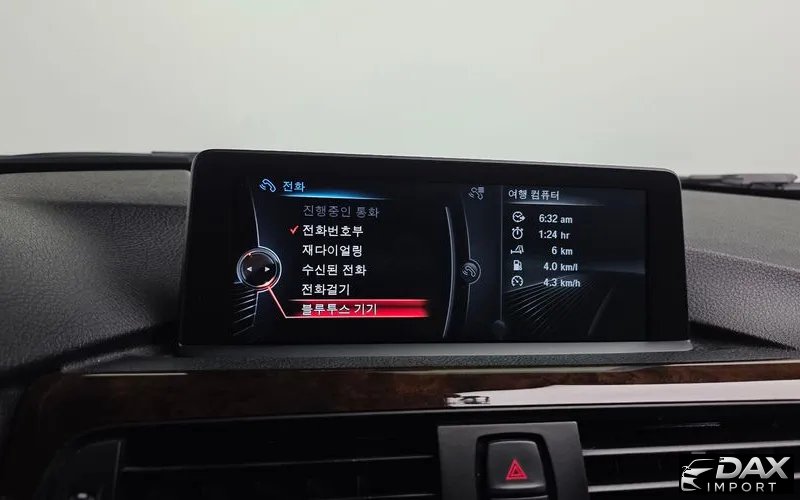 전화
진행중인 통화
전화번호부
재다이얼링
수신된 전화
전화걸기
블루투스 기기
여행 컴퓨터
6:32 am
1:24 hr
6 km
4.0 km/l
4.3 km/h
DAX
IMPORT